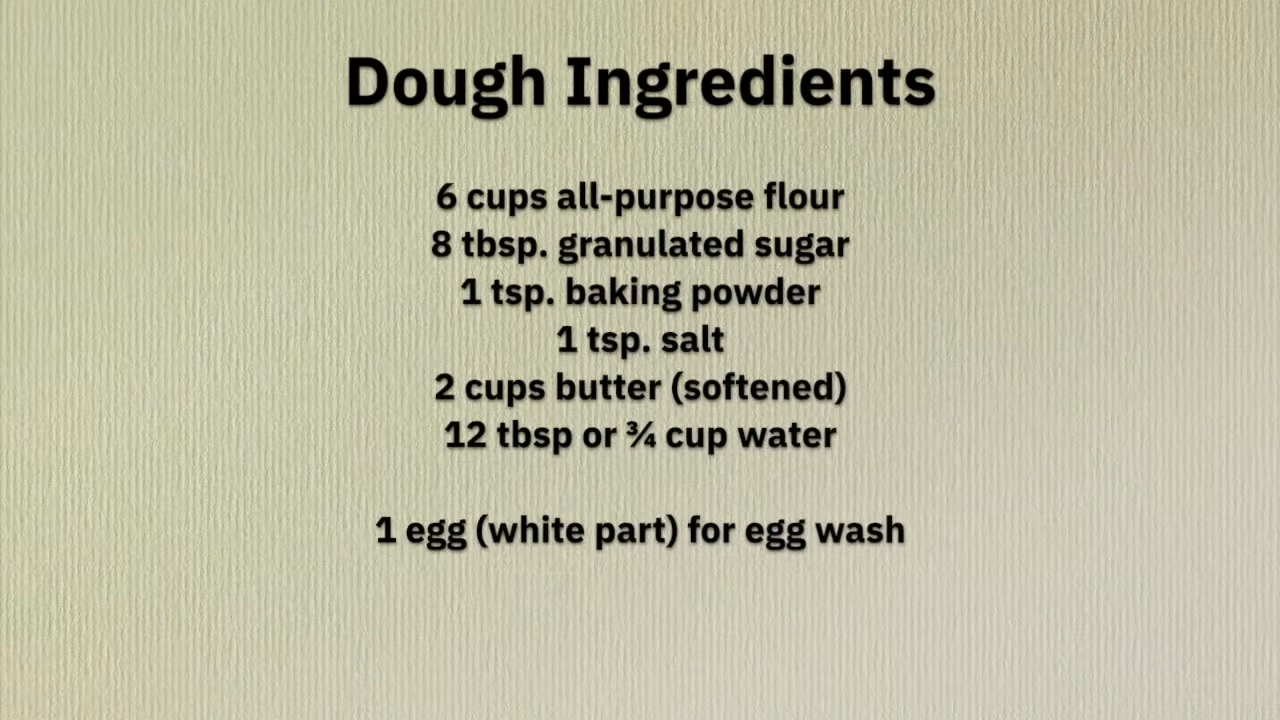 Dough Ingredients
6 cups all-purpose flour
8 tbsp. granulated sugar
1 tsp. baking powder
1 tsp. salt
2 cups butter (softened)
12 tbsp or ¾ cup water
1 egg (white part) for egg wash